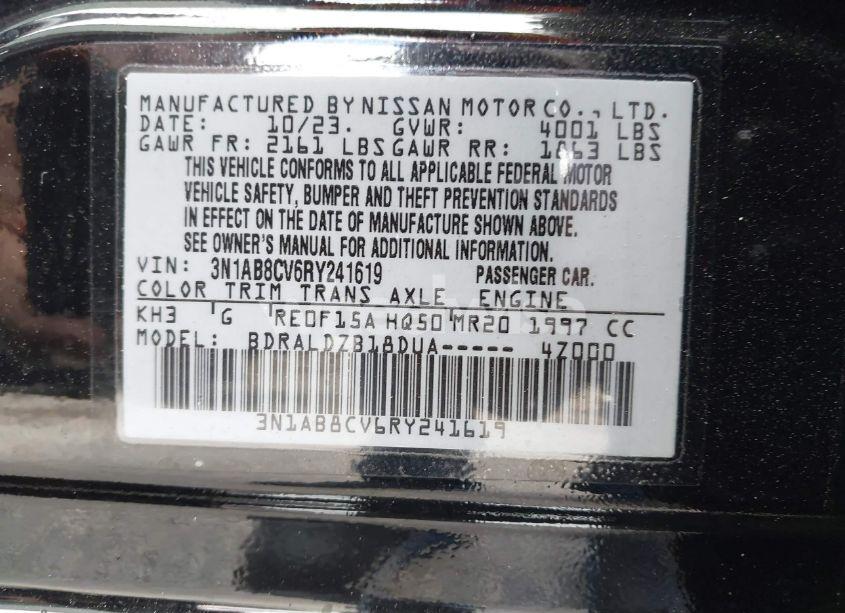 MANUFACTURED BY NISSAN MOTOR CO., LTD.
DATE: 10/23. GVWR: 4001 LBS
GAWR FR: 2161 LBS GAWR RR: 1863 LBS
THIS VEHICLE CONFORMS TO ALL APPLICABLE FEDERAL MOTOR
VEHICLE SAFETY, BUMPER AND THEFT PREVENTION STANDARDS
IN EFFECT ON THE DATE OF MANUFACTURE SHOWN ABOVE.
SEE OWNER'S MANUAL FOR ADDITIONAL INFORMATION.
VIN: 3N1AB8CV6RY241619 PASSENGER CAR.
COLOR TRIM TRANS AXLE ENGINE
KH3 G RE0F15A HQ50 MR20 1997 CC
MODEL: BDRALDZB18DUA----- 4Z000
3N1AB8CV6RY241619